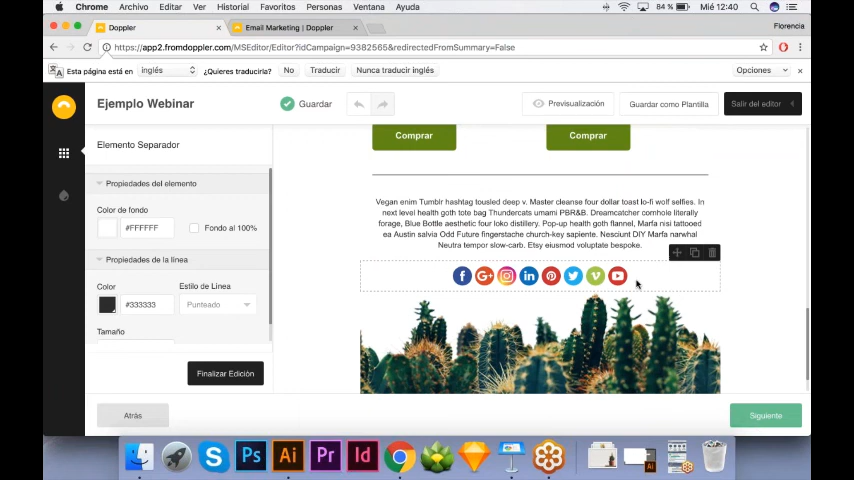 Chrome Archivo Editar Ver Historial Favoritos Personas Ventana Ayuda 84 % Mié 12:40
Doppler
Email Marketing | Doppler
Florencia
https://app2.fromdoppler.com/MSEditor/Editor?idCampaign=9382565&redirectedFromSummary=False
Esta página está en inglés ¿Quieres traducirla? No Traducir Nunca traducir inglés Opciones
Ejemplo Webinar
Guardar
Previsualización
Guardar como Plantilla
Salir del editor
Elemento Separador
Propiedades del elemento
Color de fondo
#FFFFFF
Fondo al 100%
Propiedades de la línea
Color
Estilo de Línea
#333333
Punteado
Tamaño
Finalizar Edición
Comprar
Comprar
Vegan enim Tumblr hashtag tousled deep v. Master cleanse four dollar toast lo-fi wolf selfies. In
next level health goth tote bag Thundercats umami PBR&B. Dreamcatcher cornhole literally
forage, Blue Bottle aesthetic four loko distillery. Pop-up health goth flannel, Marfa nisi tattooed
ea Austin salvia Odd Future fingerstache church-key sapiente. Nesciunt DIY Marfa narwhal
Neutra tempor slow-carb. Etsy eiusmod voluptate bespoke.
f G+ in
Atrás
Siguiente
S Ps Ai Pr Id
Ai